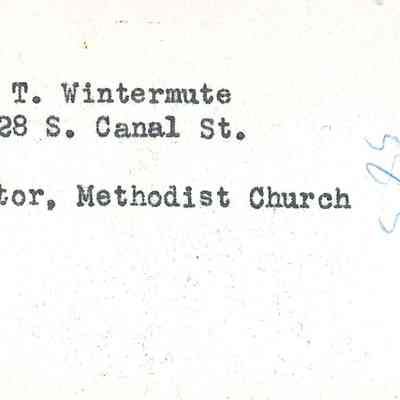 T. Wintermute
28 S. Canal St.
tor, Methodist Church